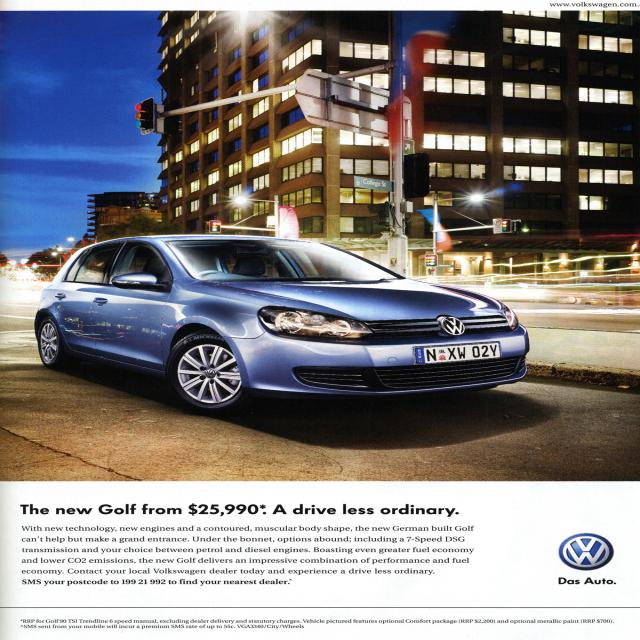 www.volkswagen.com.
College St
N XW 02Y
The new Golf from $25,990*. A drive less ordinary.
With new technology, new engines and a contoured, muscular body shape, the new German built Golf
can't help but make a grand entrance. Under the bonnet, options abound; including a 7-Speed DSG
transmission and your choice between petrol and diesel engines. Boasting even greater fuel economy
and lower CO2 emissions, the new Golf delivers an impressive combination of performance and fuel
economy. Contact your local Volkswagen dealer today and experience a drive less ordinary.
SMS your postcode to 199 21 992 to find your nearest dealer.^
Das Auto.
*RRP for Golf 90 TSI Trendline 6 speed manual, excluding dealer delivery and statutory charges. Vehicle pictured features optional Comfort package (RRP $2,200) and optional metallic paint (RRP $700).
^SMS sent from your mobile will incur a premium SMS rate of up to 55c. VGA3340/City/Wheels